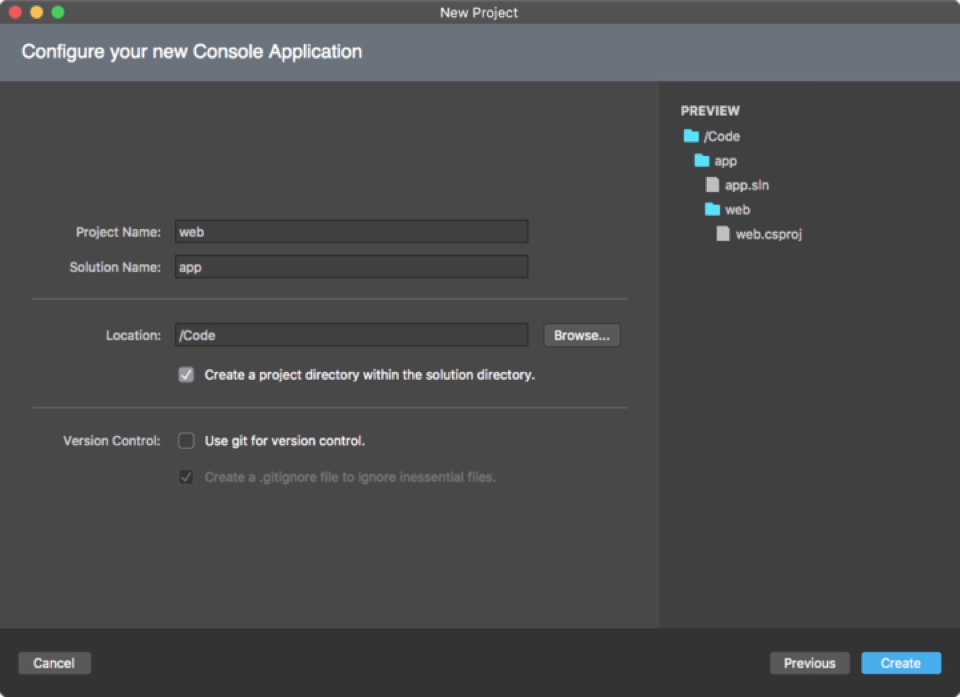 New Project
Configure your new Console Application
Project Name: web
Solution Name: app
Location: /Code Browse...
Create a project directory within the solution directory.
Version Control: Use git for version control.
Create a .gitignore file to ignore inessential files.
PREVIEW
/Code
app
app.sln
web
web.csproj
Cancel Previous Create